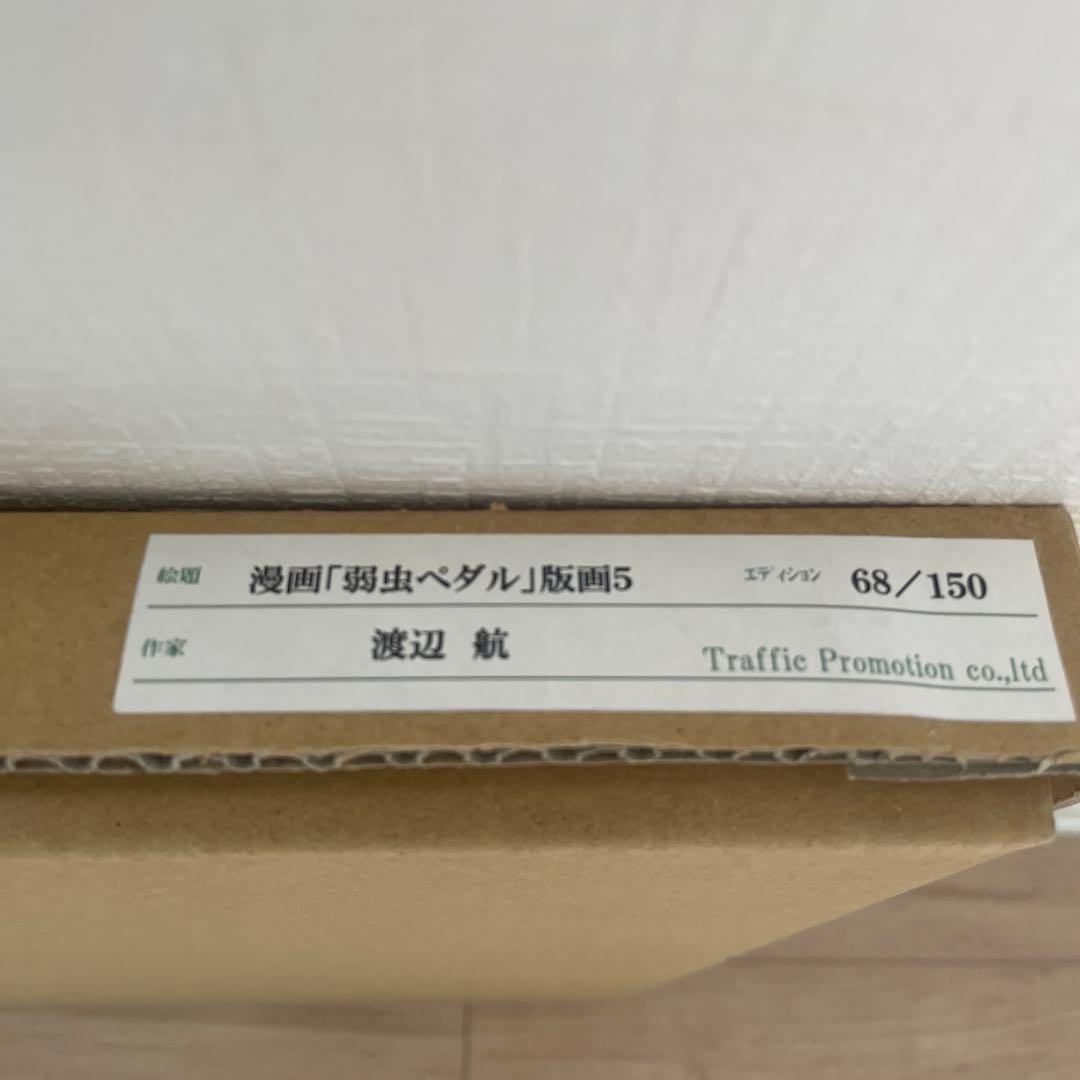 絵題 漫画「弱虫ペダル」版画5 エディション 68／150
作家 渡辺 航 Traffic Promotion co.,ltd